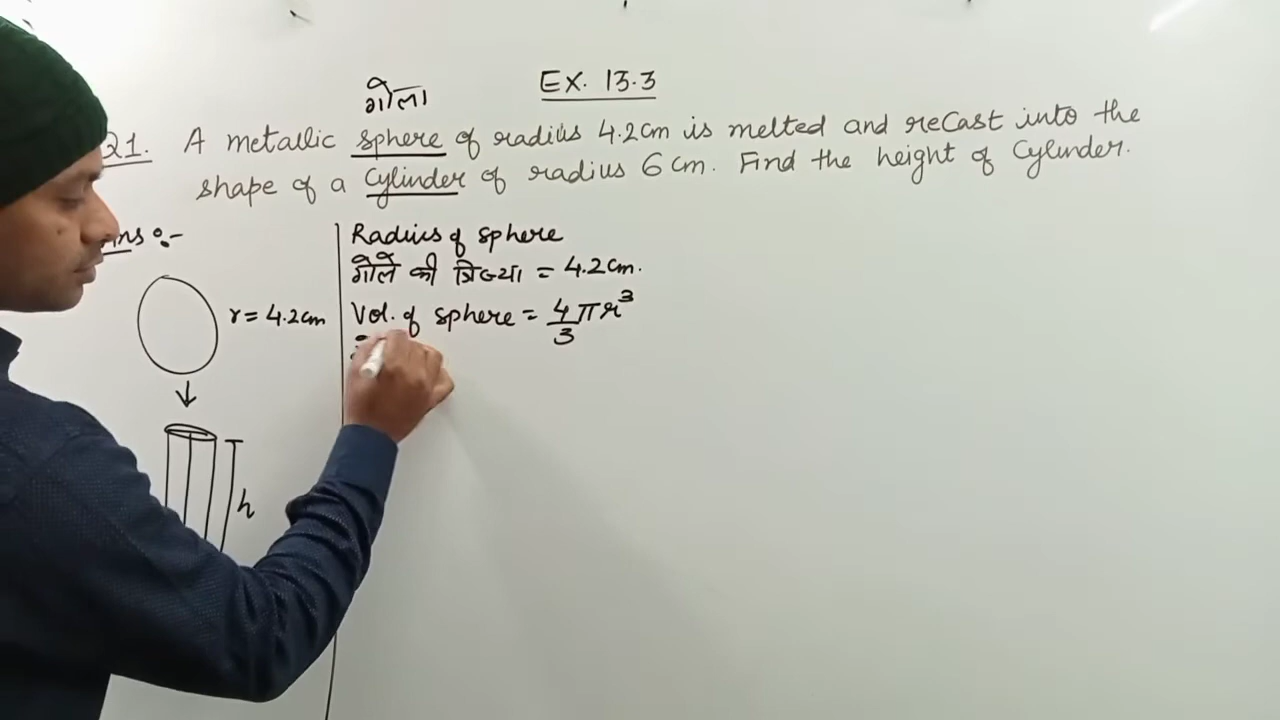 Ex. 13.3
गोला
Q1. A metallic sphere of radius 4.2cm is melted and reCast into the
shape of a Cylinder of radius 6 cm. Find the height of Cylinder.
Ans :-
r = 4.2cm
h
Radius of sphere
गोले की त्रिज्या = 4.2cm.
Vol. of sphere = 4/3 πr³